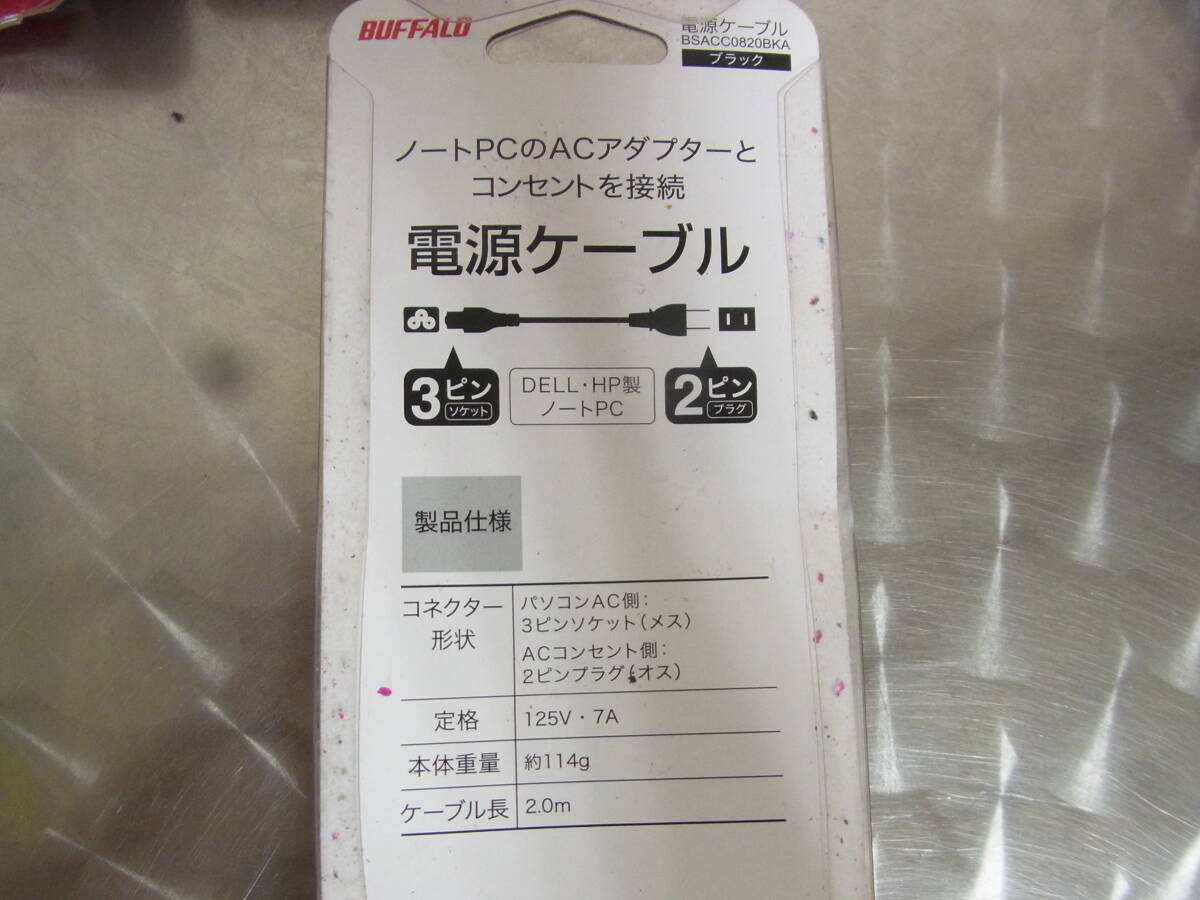 BUFFALO
電源ケーブル
BSACC0820BKA
ブラック
ノートPCのACアダプターと
コンセントを接続
電源ケーブル
3ピン
ソケット
DELL・HP製
ノートPC
2ピン
プラグ
製品仕様
コネクター
形状
パソコンAC側:
3ピンソケット(メス)
ACコンセント側:
2ピンプラグ(オス)
定格
125V・7A
本体重量
約114g
ケーブル長
2.0m